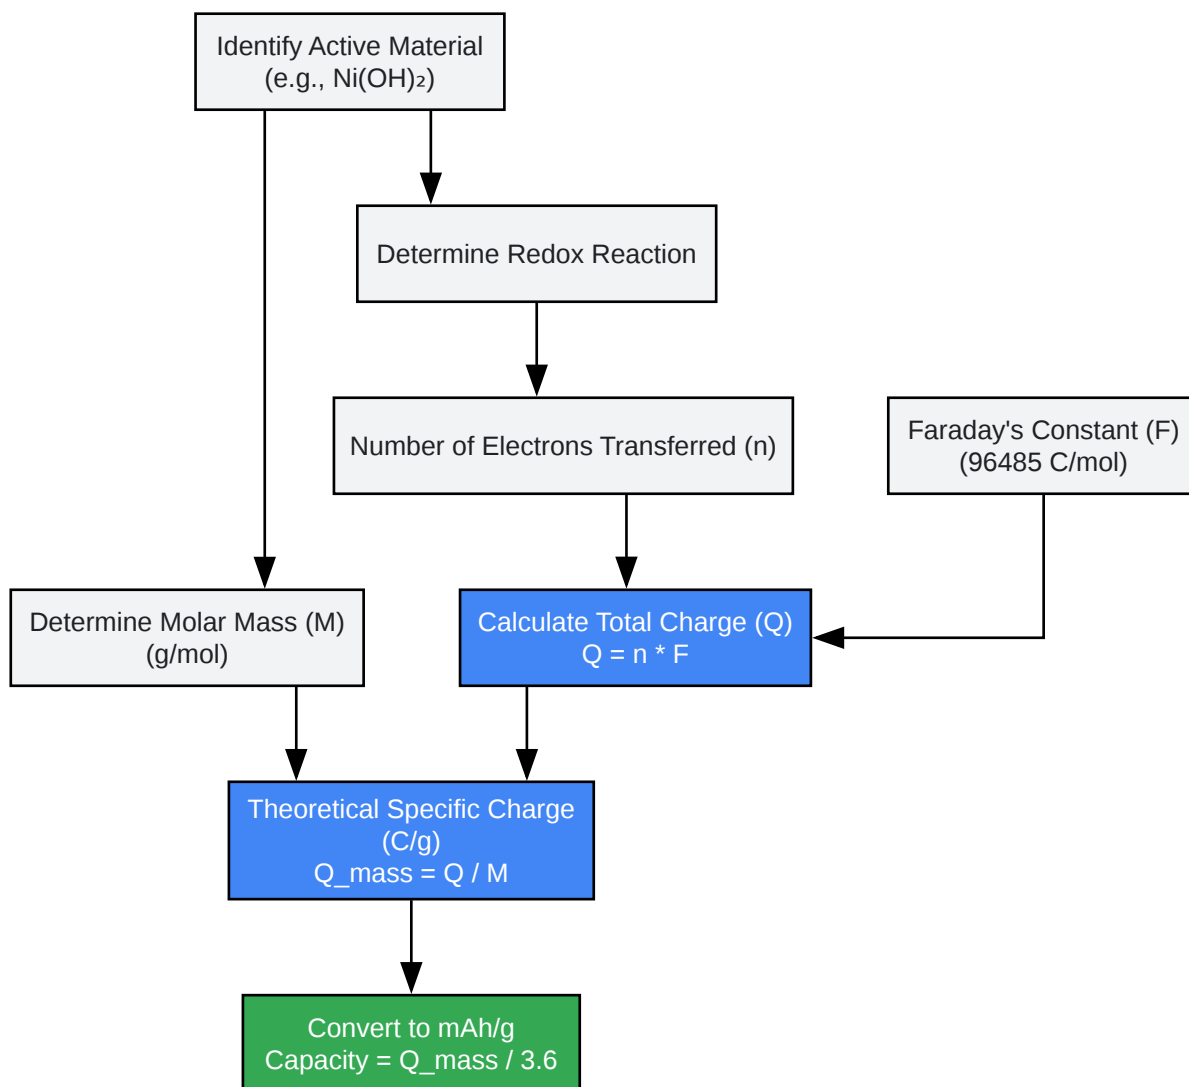 Identify Active Material
(e.g., Ni(OH)₂)
Determine Redox Reaction
Number of Electrons Transferred (n)
Faraday's Constant (F)
(96485 C/mol)
Determine Molar Mass (M)
(g/mol)
Calculate Total Charge (Q)
Q = n * F
Theoretical Specific Charge
(C/g)
Q_mass = Q / M
Convert to mAh/g
Capacity = Q_mass / 3.6